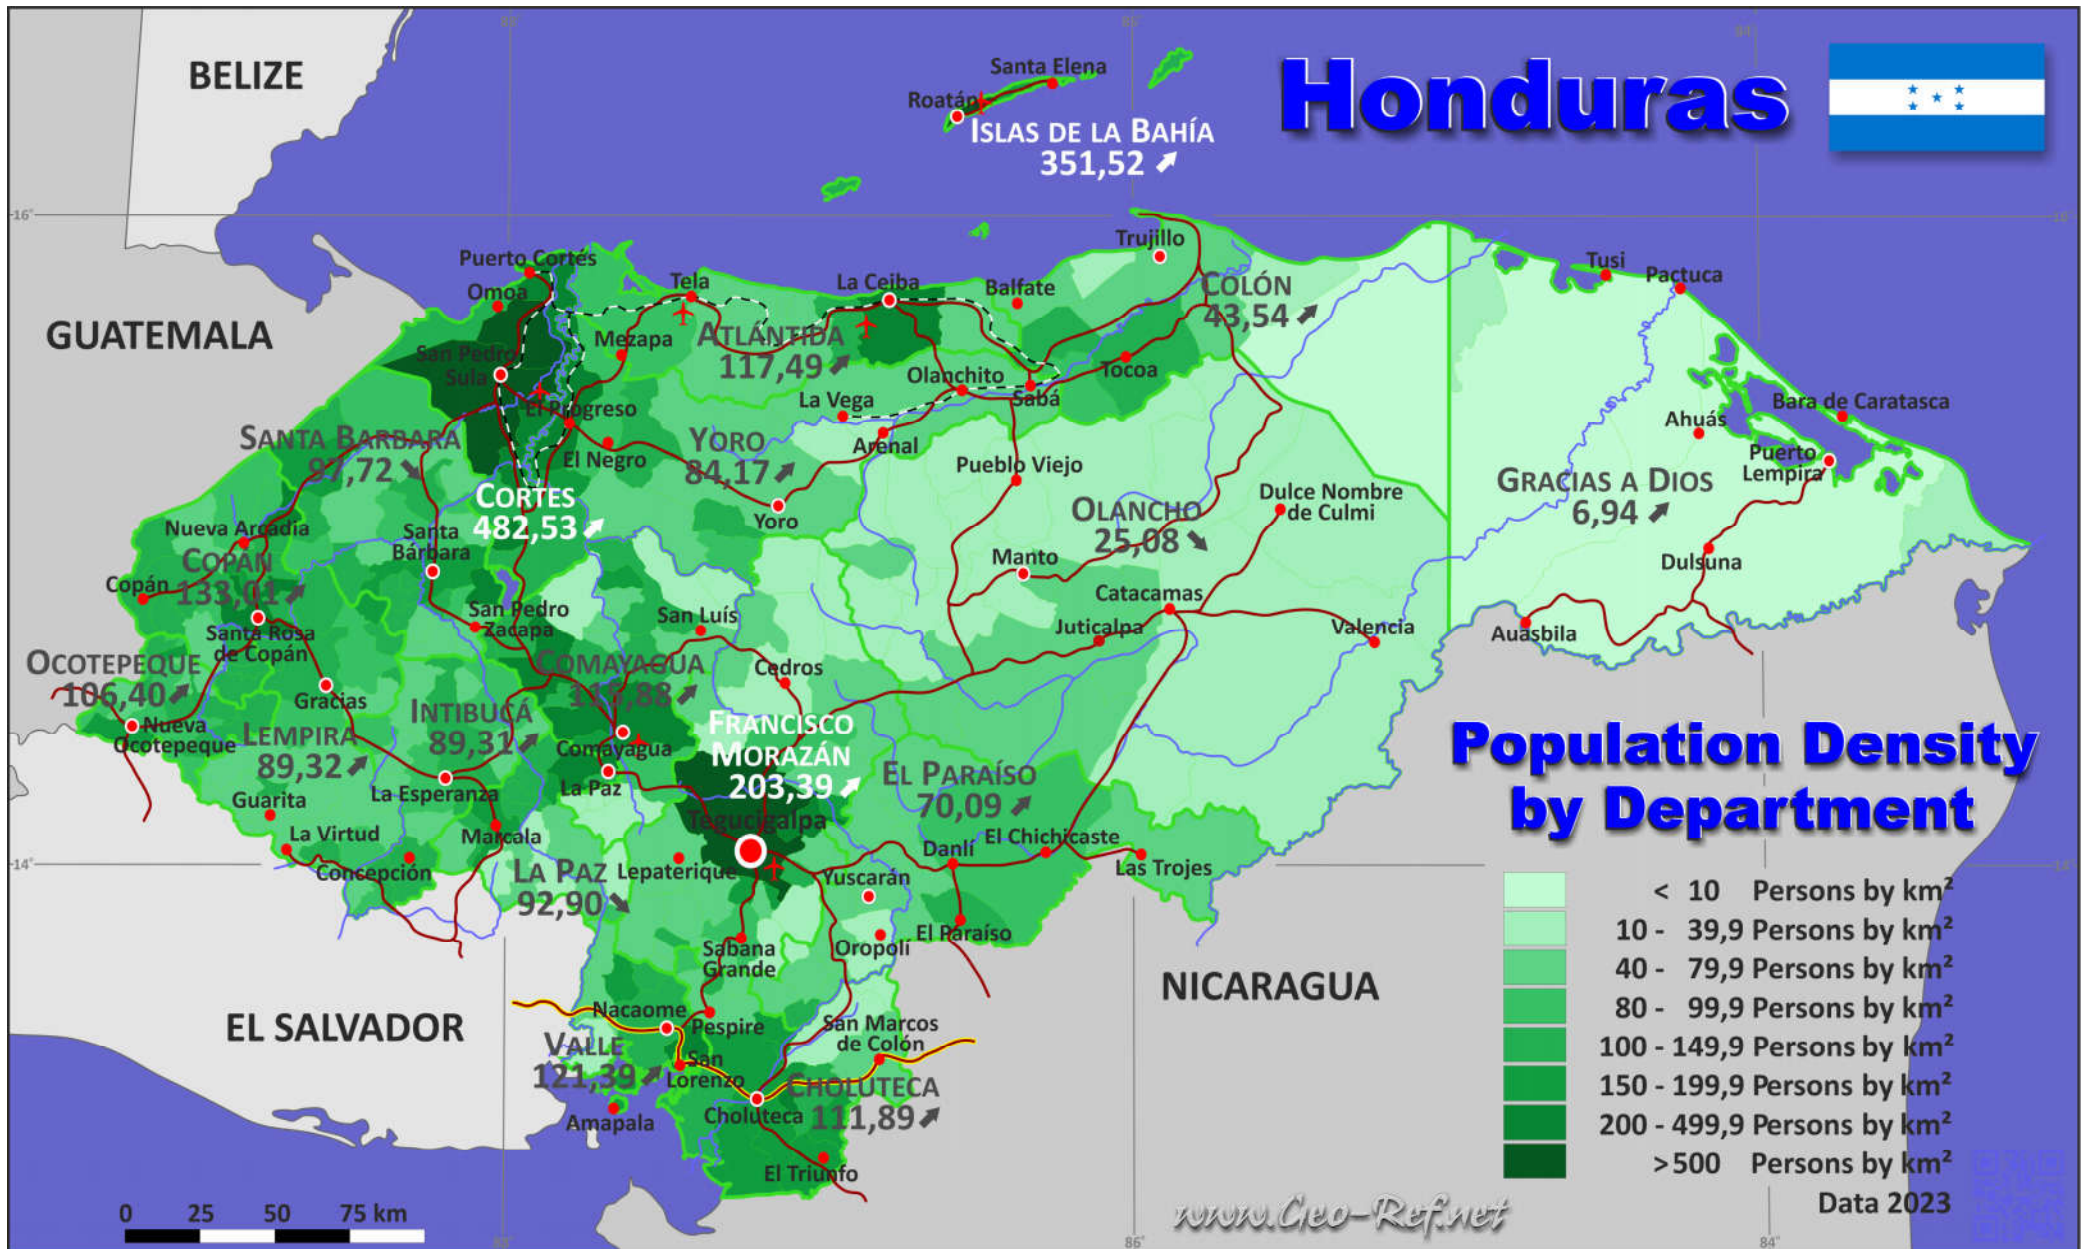 BELIZE
GUATEMALA
EL SALVADOR
NICARAGUA
Honduras
16°
14°
86°
84°
Santa Elena
Roatán
ISLAS DE LA BAHÍA
351,52
Puerto Cortés
Omoa
Tela
La Ceiba
Balfate
Trujillo
COLÓN
43,54
Tusi
Pactuca
San Pedro
Sula
Mezapa
ATLÁNTIDA
117,49
Olanchito
Tocoa
Sabá
La Vega
Arenal
El Progreso
El Negro
SANTA BARBARA
97,72
YORO
84,17
Yoro
CORTES
482,53
Pueblo Viejo
OLANCHO
25,08
Dulce Nombre
de Culmi
Manto
Catacamas
Juticalpa
Valencia
Bara de Caratasca
Ahuás
Puerto
Lempira
GRACIAS A DIOS
6,94
Dulsuna
Auasbila
Nueva Arcadia
COPÁN
133,01
Copán
Santa
Bárbara
Santa Rosa
de Copán
San Pedro
Zacapa
San Luís
OCOTEPEQUE
106,40
Nueva
Ocotepeque
Gracias
LEMPIRA
89,32
INTIBUCÁ
89,31
COMAYAGUA
115,88
Cedros
Comayagua
La Paz
FRANCISCO
MORAZÁN
203,39
EL PARAÍSO
70,09
Tegucigalpa
Guarita
La Virtud
La Esperanza
Marcala
Concepción
LA PAZ
92,90
Lepaterique
Yuscarán
Danlí
El Chichicaste
Las Trojes
Sabana
Grande
Oropolí
El Paraíso
Nacaome
Pespire
San Marcos
de Colón
VALLE
121,39
San
Lorenzo
Amapala
Choluteca
CHOLUTECA
111,89
El Triunfo
Population Density
by Department
< 10 Persons by km²
10 - 39,9 Persons by km²
40 - 79,9 Persons by km²
80 - 99,9 Persons by km²
100 - 149,9 Persons by km²
150 - 199,9 Persons by km²
200 - 499,9 Persons by km²
>500 Persons by km²
Data 2023
www.Geo-Ref.net
0 25 50 75 km